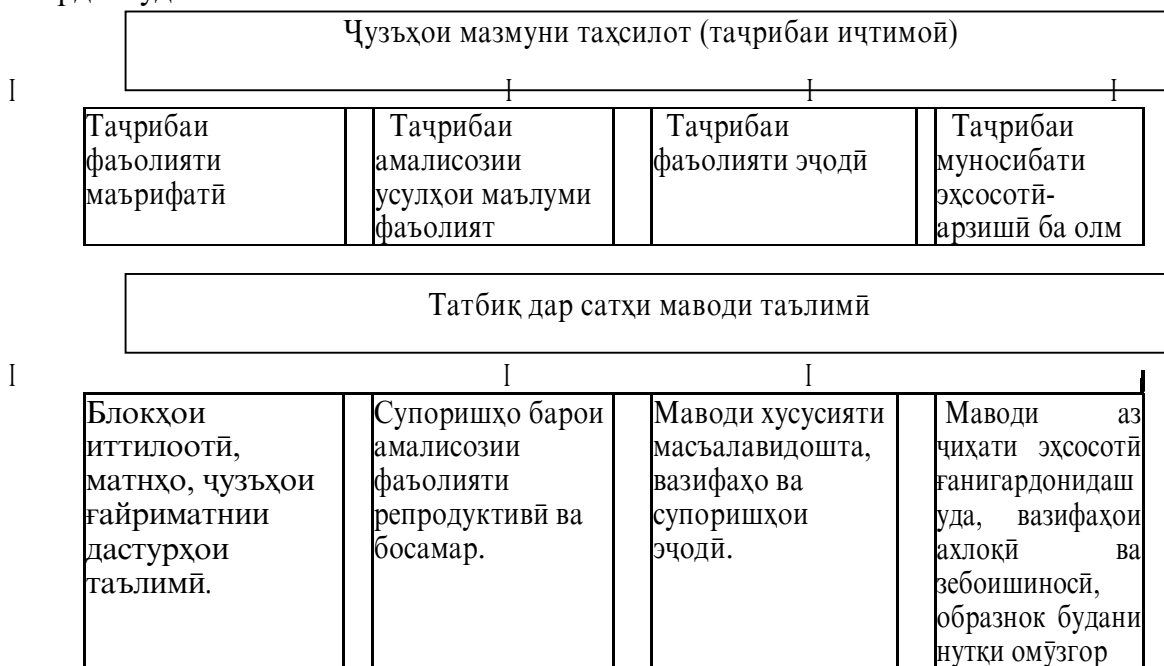 Ҷузъҳои мазмуни таҳсилот (таҷрибаи иҷтимоӣ)
I I I I
Таҷрибаи
фаъолияти
маърифатӣ
Таҷрибаи
амалисозии
усулҳои маълуми
фаъолият
Таҷрибаи
фаъолияти эҷодӣ
Таҷрибаи
муносибати
эҳсосотӣ-
арзишӣ ба олм
Татбиқ дар сатҳи маводи таълимӣ
I I I
Блокҳои
иттилоотӣ,
матнҳо, ҷузъҳои
ғайриматнии
дастурҳои
таълимӣ.
Супоришҳо барои
амалисозии
фаъолияти
репродуктивӣ ва
босамар.
Маводи хусусияти
масъалавидошта,
вазифаҳо ва
супоришҳои
эҷодӣ.
Маводи аз
ҷиҳати эҳсосотӣ
ғанигардонидаш
уда, вазифаҳои
ахлоқӣ ва
зебоишиносӣ,
образнок будани
нутқи омӯзгор